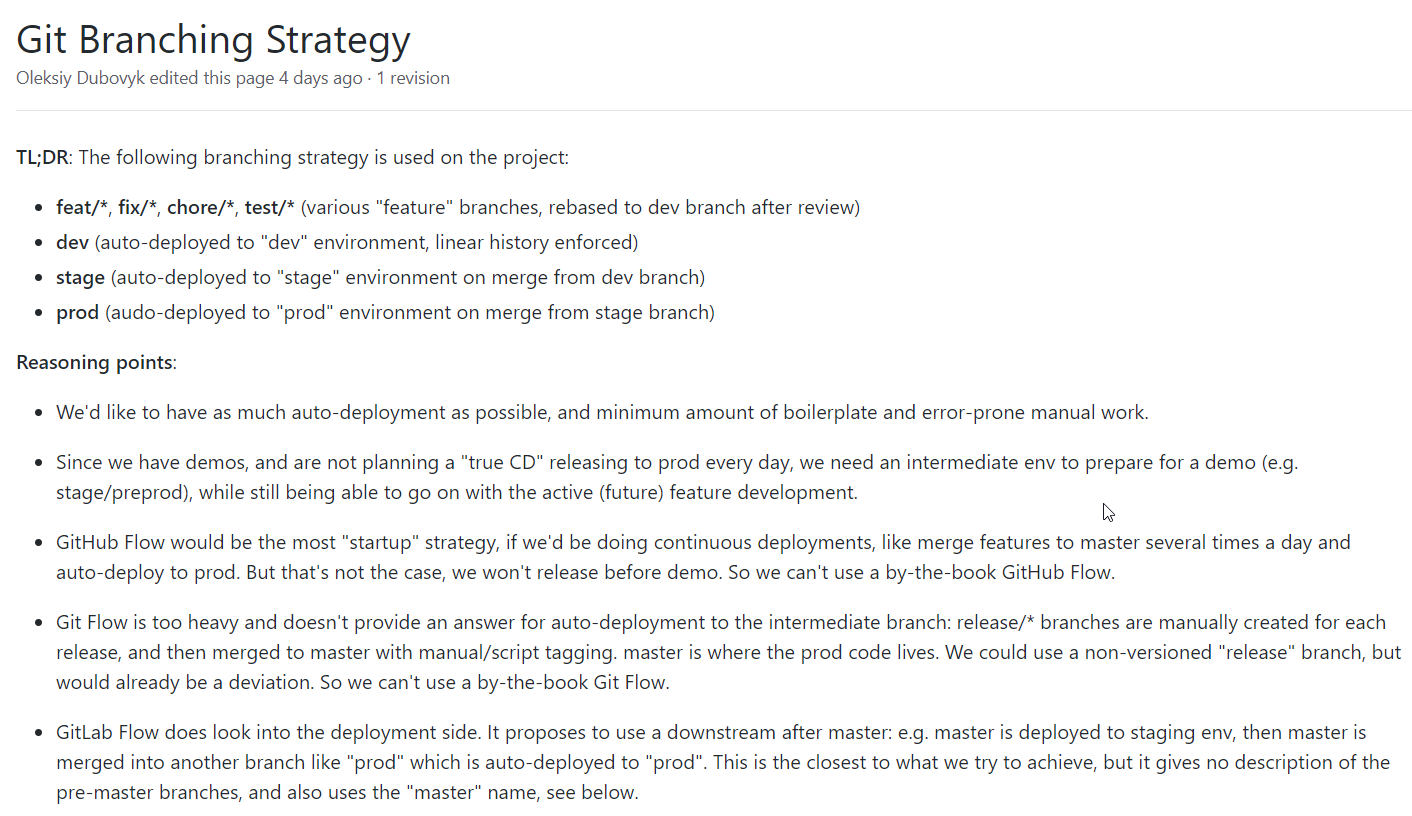 Git Branching Strategy
Oleksiy Dubovyk edited this page 4 days ago · 1 revision
TL;DR: The following branching strategy is used on the project:
• feat/*, fix/*, chore/*, test/* (various "feature" branches, rebased to dev branch after review)
• dev (auto-deployed to "dev" environment, linear history enforced)
• stage (auto-deployed to "stage" environment on merge from dev branch)
• prod (audo-deployed to "prod" environment on merge from stage branch)
Reasoning points:
• We'd like to have as much auto-deployment as possible, and minimum amount of boilerplate and error-prone manual work.
• Since we have demos, and are not planning a "true CD" releasing to prod every day, we need an intermediate env to prepare for a demo (e.g.
stage/preprod), while still being able to go on with the active (future) feature development.
• GitHub Flow would be the most "startup" strategy, if we'd be doing continuous deployments, like merge features to master several times a day and
auto-deploy to prod. But that's not the case, we won't release before demo. So we can't use a by-the-book GitHub Flow.
• Git Flow is too heavy and doesn't provide an answer for auto-deployment to the intermediate branch: release/* branches are manually created for each
release, and then merged to master with manual/script tagging. master is where the prod code lives. We could use a non-versioned "release" branch, but
would already be a deviation. So we can't use a by-the-book Git Flow.
• GitLab Flow does look into the deployment side. It proposes to use a downstream after master: e.g. master is deployed to staging env, then master is
merged into another branch like "prod" which is auto-deployed to "prod". This is the closest to what we try to achieve, but it gives no description of the
pre-master branches, and also uses the "master" name, see below.